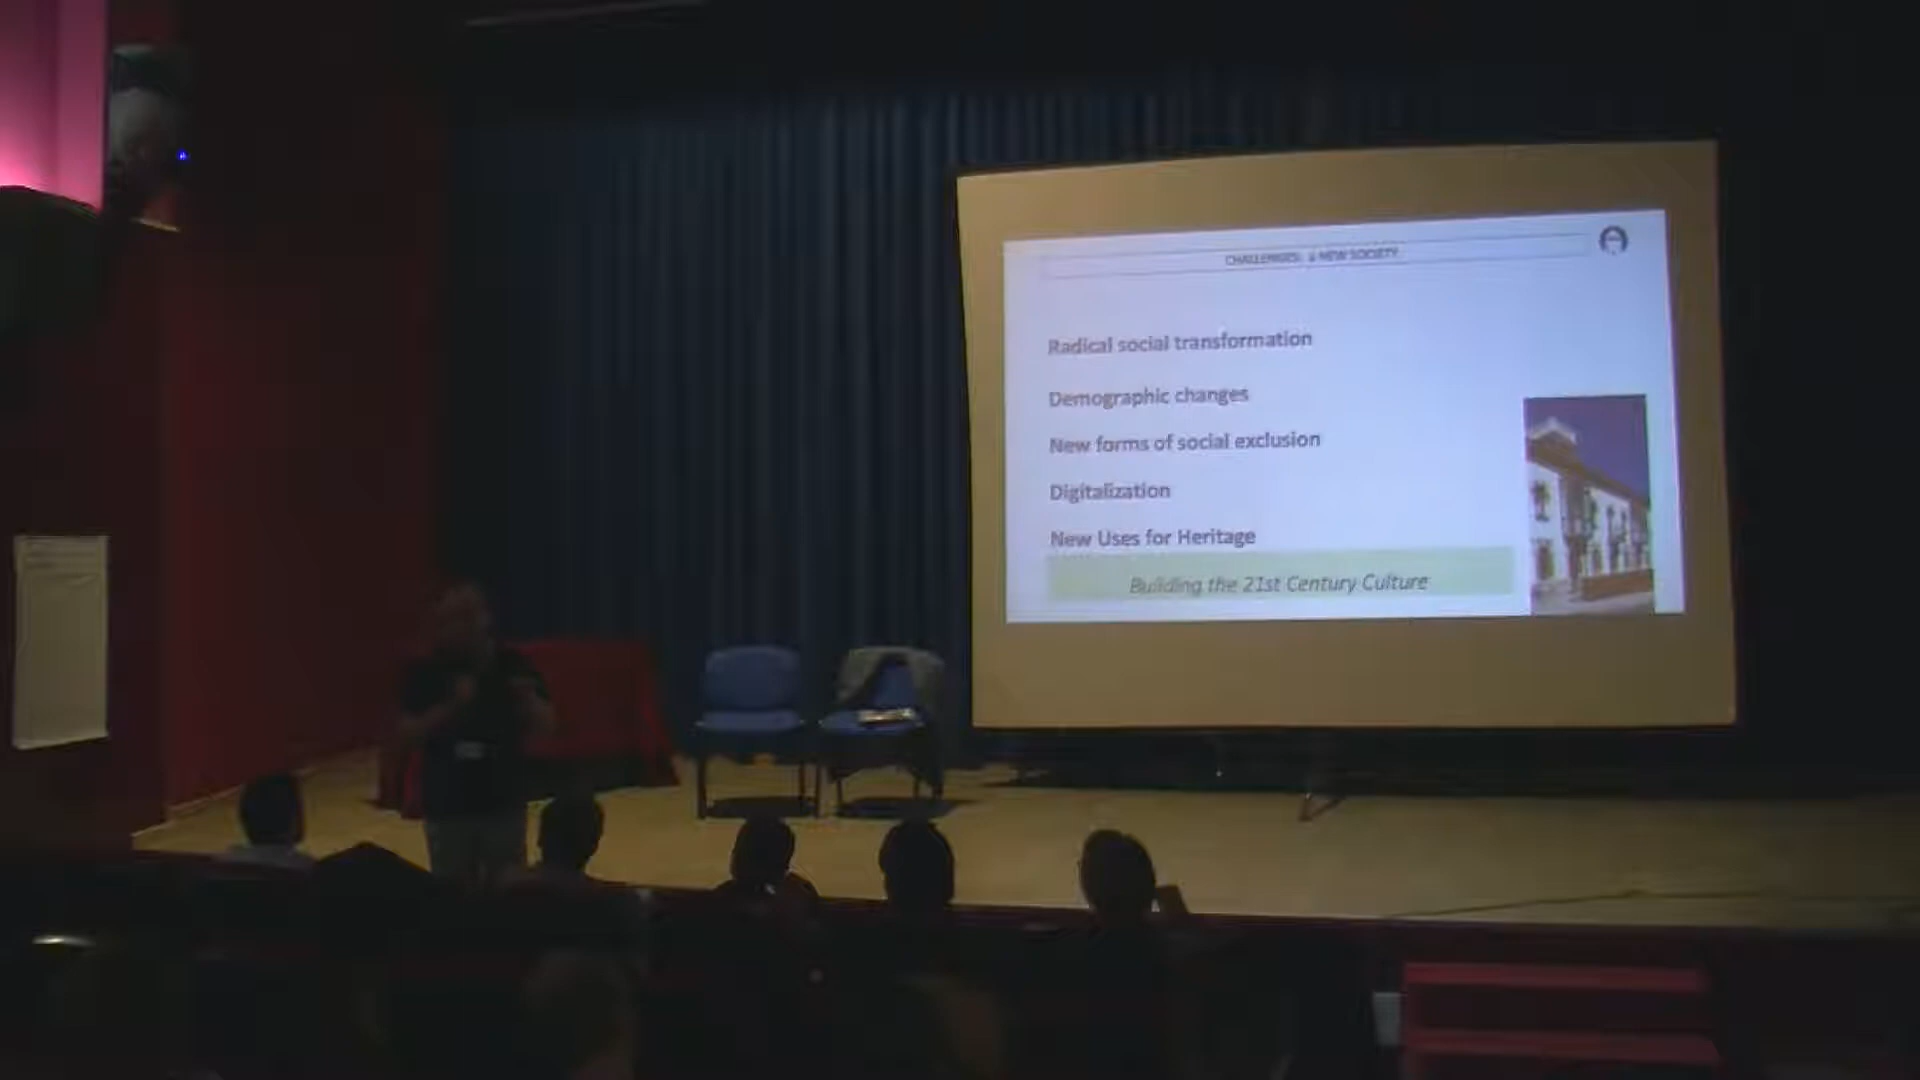 CHALLENGES: A NEW SOCIETY
Radical social transformation
Demographic changes
New forms of social exclusion
Digitalization
New Uses for Heritage
Building the 21st Century Culture